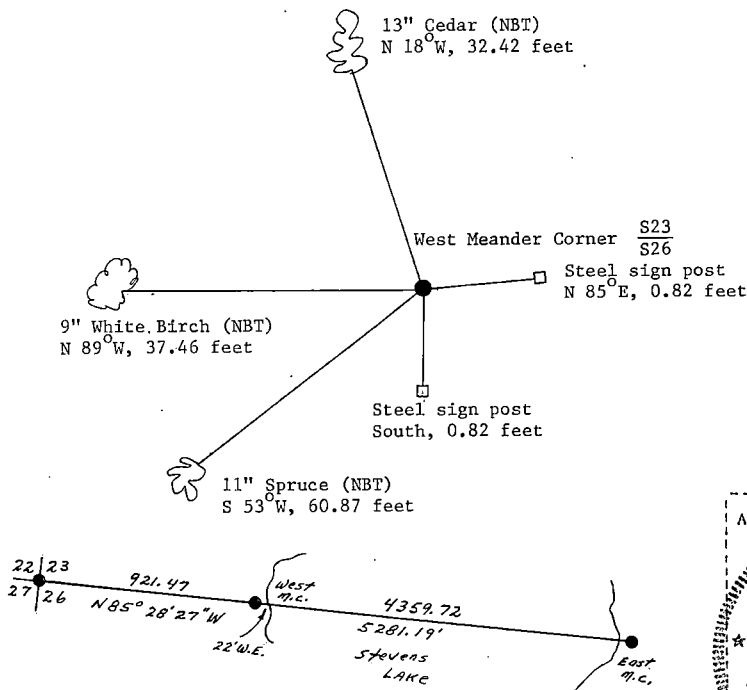 13" Cedar (NBT)
N 18°W, 32.42 feet
West Meander Corner S23
S26
Steel sign post
N 85°E, 0.82 feet
9" White Birch (NBT)
N 89°W, 37.46 feet
Steel sign post
South, 0.82 feet
11" Spruce (NBT)
S 53°W, 60.87 feet
22 23
27 26
921.47
N 85° 28' 27" W
West
M.C.
22' W.E.
4359.72
5281.19'
Stevens
LAKE
East
M.C.